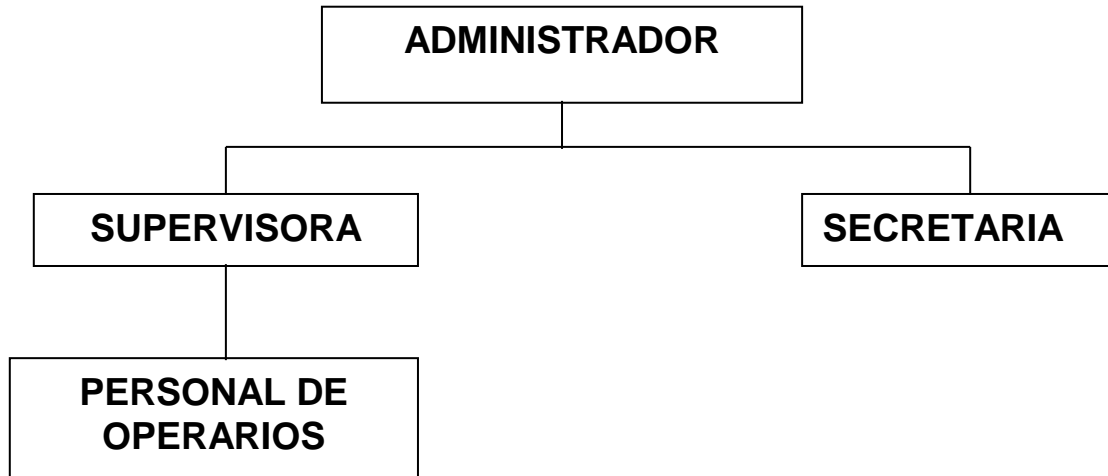 ADMINISTRADOR
SUPERVISORA
SECRETARIA
PERSONAL DE
OPERARIOS